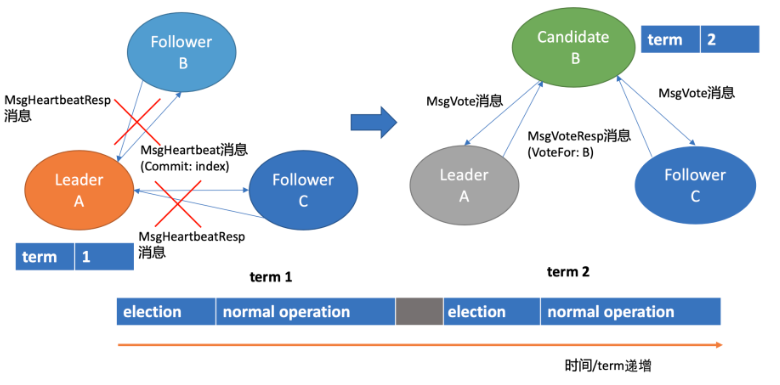 Follower
B
MsgHeartbeatResp
消息
MsgHeartbeat消息
(Commit: index)
Leader
A
Follower
C
MsgHeartbeatResp
消息
term 1
Candidate
B
term 2
MsgVote消息
MsgVote消息
MsgVoteResp消息
(VoteFor: B)
Leader
A
Follower
C
term 1
term 2
election normal operation election normal operation
时间/term递增